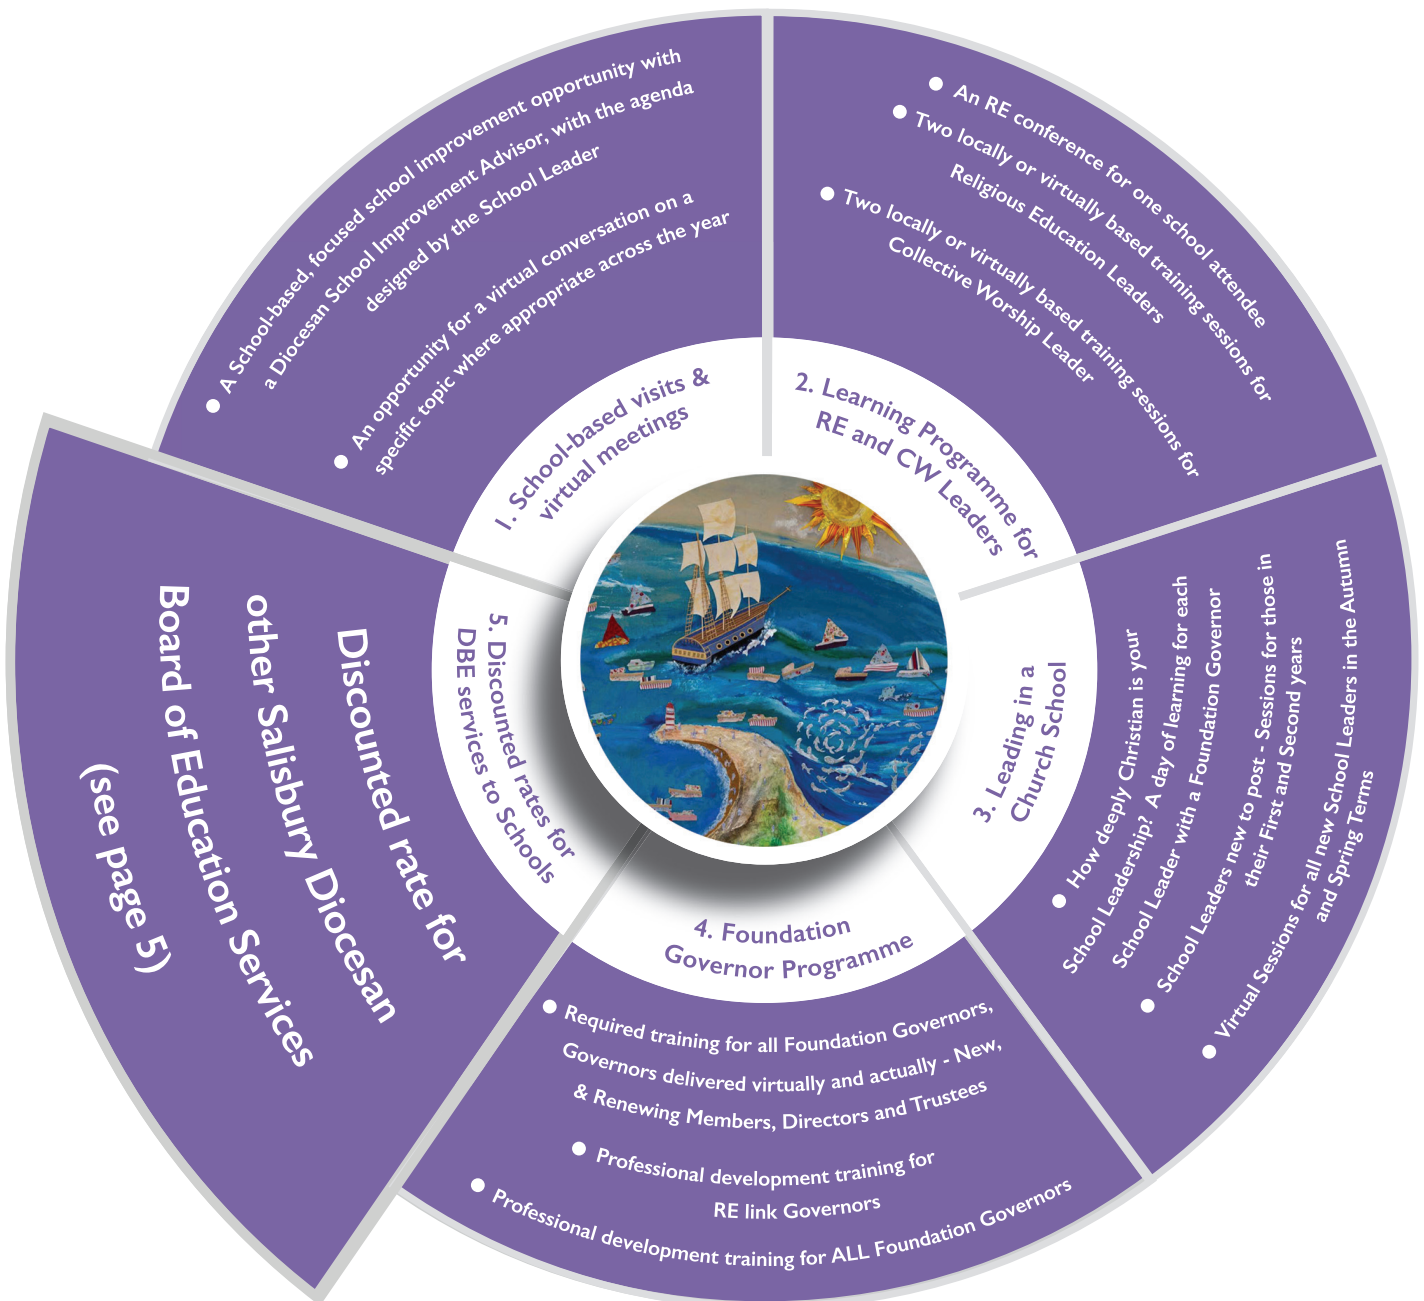 1. School-based visits &
virtual meetings
A School-based, focused school improvement opportunity with
a Diocesan School Improvement Advisor, with the agenda
designed by the School Leader
An opportunity for a virtual conversation on a
specific topic where appropriate across the year
2. Learning Programme for
RE and CW Leaders
An RE conference for one school attendee
Two locally or virtually based training sessions for
Religious Education Leaders
Two locally or virtually based training sessions for
Collective Worship Leader
3. Leading in a
Church School
How deeply Christian is your
School Leadership? A day of learning for each
School Leader with a Foundation Governor
School Leaders new to post - Sessions for those in
their First and Second years
Virtual Sessions for all new School Leaders in the Autumn
and Spring Terms
4. Foundation
Governor Programme
Required training for all Foundation Governors,
Governors delivered virtually and actually - New,
& Renewing Members, Directors and Trustees
Professional development training for
RE link Governors
Professional development training for ALL Foundation Governors
5. Discounted rates for
DBE services to Schools
Discounted rate for
other Salisbury Diocesan
Board of Education Services
(see page 5)